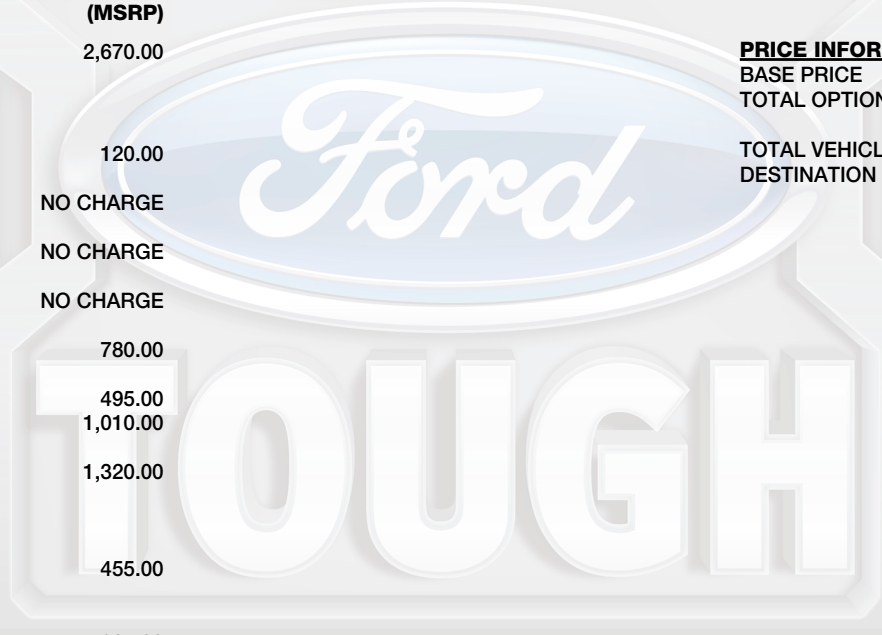 (MSRP)
2,670.00
120.00
NO CHARGE
NO CHARGE
NO CHARGE
780.00
495.00
1,010.00
1,320.00
455.00
PRICE INFOR
BASE PRICE
TOTAL OPTION
TOTAL VEHICL
DESTINATION
Ford
TOUGH